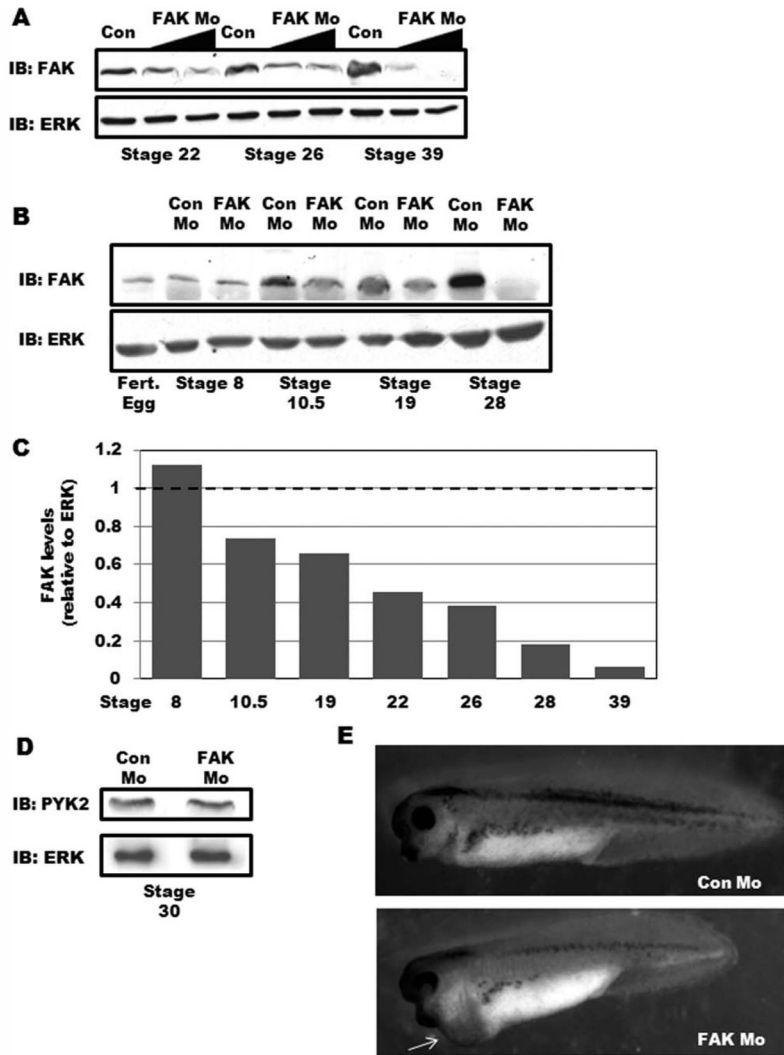 A
Con FAK Mo Con FAK Mo Con FAK Mo
IB: FAK
IB: ERK
Stage 22 Stage 26 Stage 39
B
Con Mo FAK Mo Con Mo FAK Mo Con Mo FAK Mo Con Mo FAK Mo
IB: FAK
IB: ERK
Fert. Egg Stage 8 Stage 10.5 Stage 19 Stage 28
C
FAK levels
(relative to ERK)
1.2
1
0.8
0.6
0.4
0.2
0
Stage 8 10.5 19 22 26 28 39
D
Con Mo FAK Mo
IB: PYK2
IB: ERK
Stage
30
E
Con Mo
FAK Mo